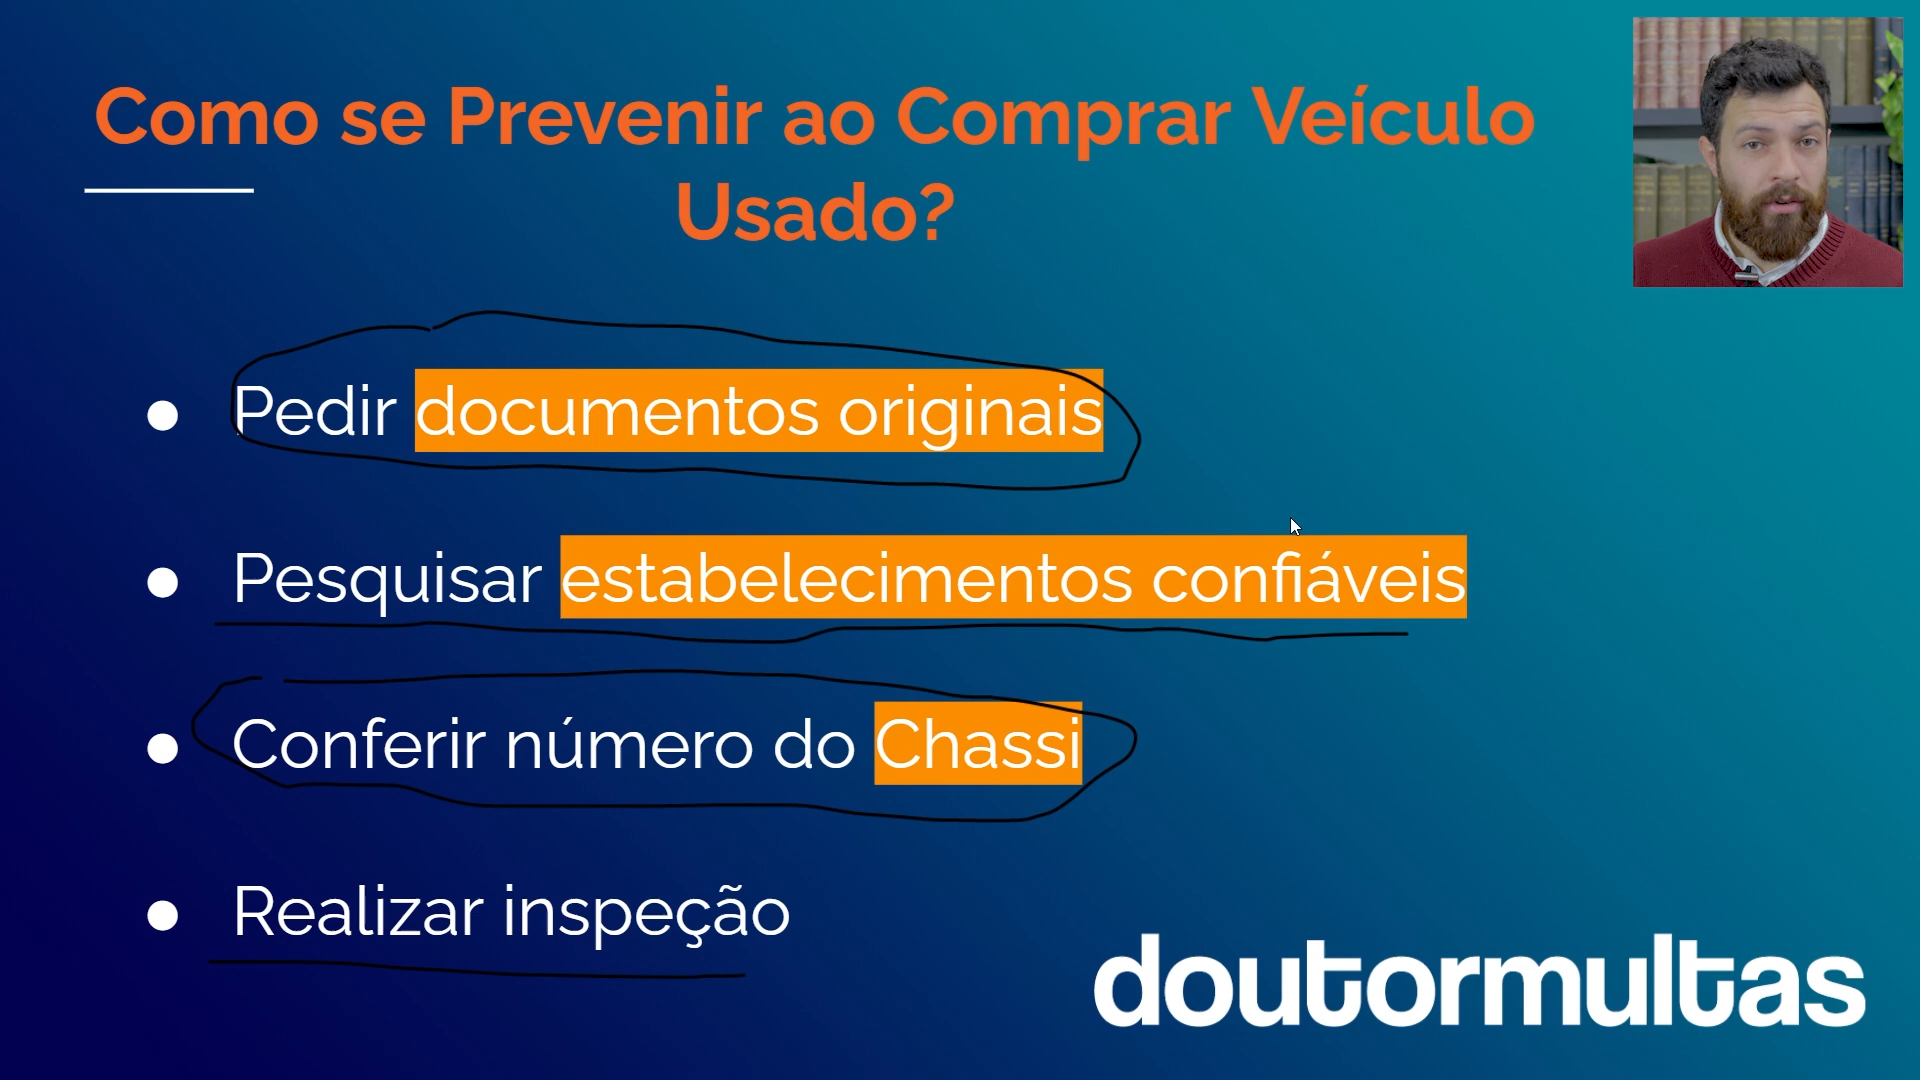 Como se Prevenir ao Comprar Veículo
Usado?
● Pedir documentos originais
● Pesquisar estabelecimentos confiáveis
● Conferir número do Chassi
● Realizar inspeção
doutormultas